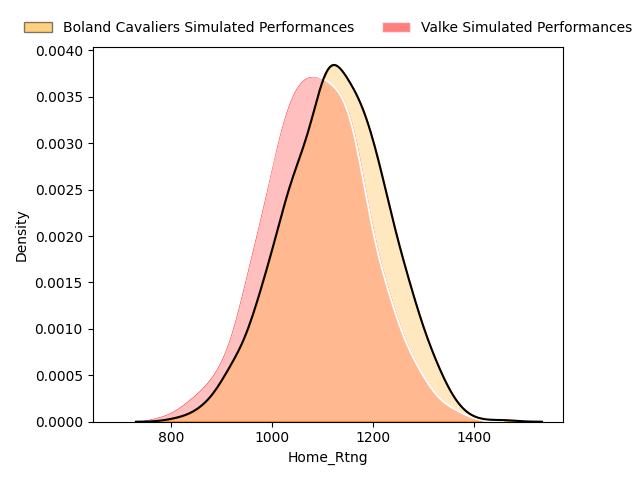 Boland Cavaliers Simulated Performances Valke Simulated Performances
0.0040
0.0035
0.0030
0.0025
0.0020
0.0015
0.0010
0.0005
0.0000
Density
800 1000 1200 1400
Home_Rtng